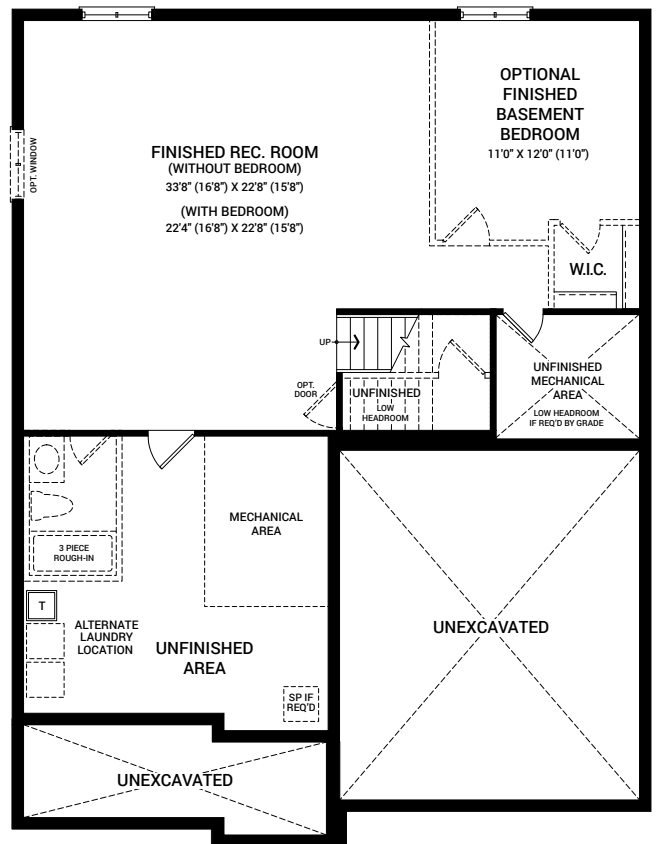 OPTIONAL
FINISHED
BASEMENT
BEDROOM
11'0" X 12'0" (11'0")
OPT. WINDOW
FINISHED REC. ROOM
(WITHOUT BEDROOM)
33'8" (16'8") X 22'8" (15'8")
(WITH BEDROOM)
22'4" (16'8") X 22'8" (15'8")
W.I.C.
UP
OPT.
DOOR
UNFINISHED
LOW
HEADROOM
UNFINISHED
MECHANICAL
AREA
LOW HEADROOM
IF REQ'D BY GRADE
MECHANICAL
AREA
3 PIECE
ROUGH-IN
T
ALTERNATE
LAUNDRY
LOCATION
UNFINISHED
AREA
SP IF
REQ'D
UNEXCAVATED
UNEXCAVATED